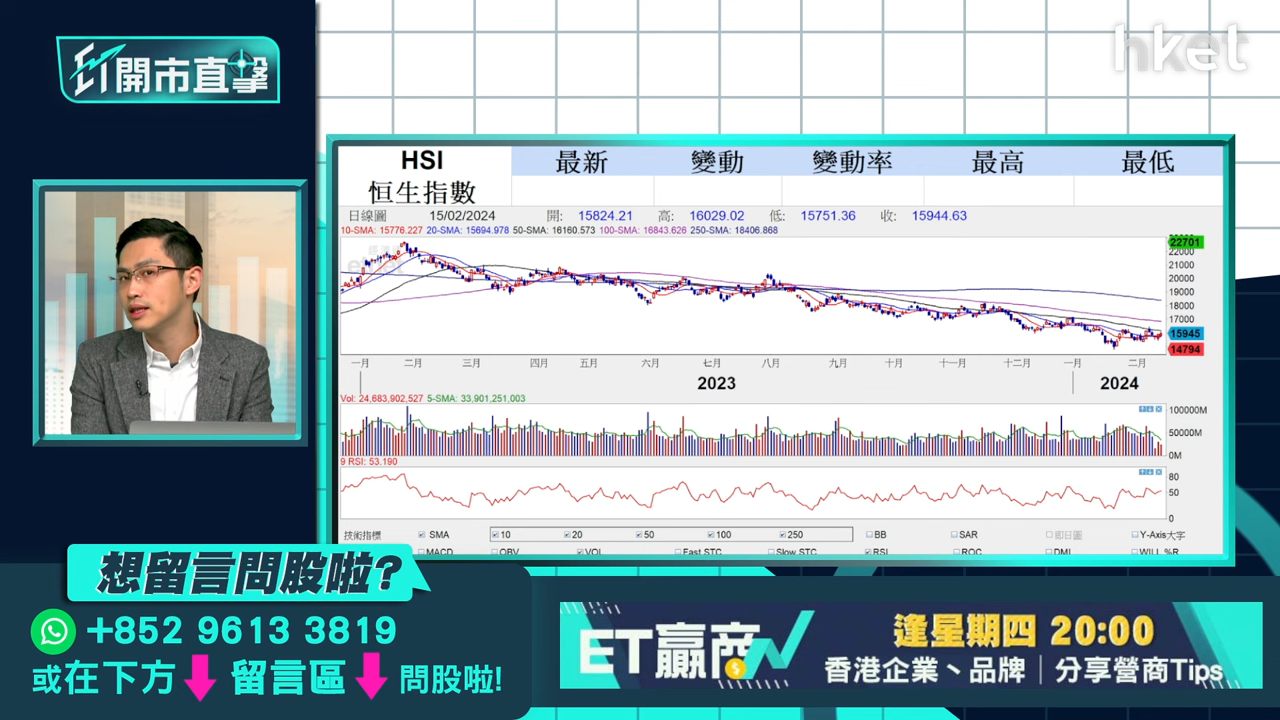 ET開市直擊
hket
HSI
恒生指數
最新 變動 變動率 最高 最低
日線圖 15/02/2024 開: 15824.21 高: 16029.02 低: 15751.36 收: 15944.63
10-SMA: 15776.227 20-SMA: 15694.978 50-SMA: 16160.573 100-SMA: 16843.626 250-SMA: 18406.868
22701
22000
21000
20000
19000
18000
17000
15945
14794
一月 二月 三月 四月 五月 六月 七月 八月 九月 十月 十一月 十二月 一月 二月
2023 2024
Vol: 24,683,902,527 5-SMA: 33,901,251,003
100000M
50000M
0M
9 RSI: 53.190
80
50
0
技術指標 SMA 10 20 50 100 250 BB SAR 即日圖 Y-Axis大字
MACD OBV VOL Fast STC Slow STC RSI ROC DMI WILL %R
想留言問股啦?
+852 9613 3819
或在下方 留言區 問股啦!
ET贏商
$
逢星期四 20:00
香港企業、品牌｜分享營商Tips